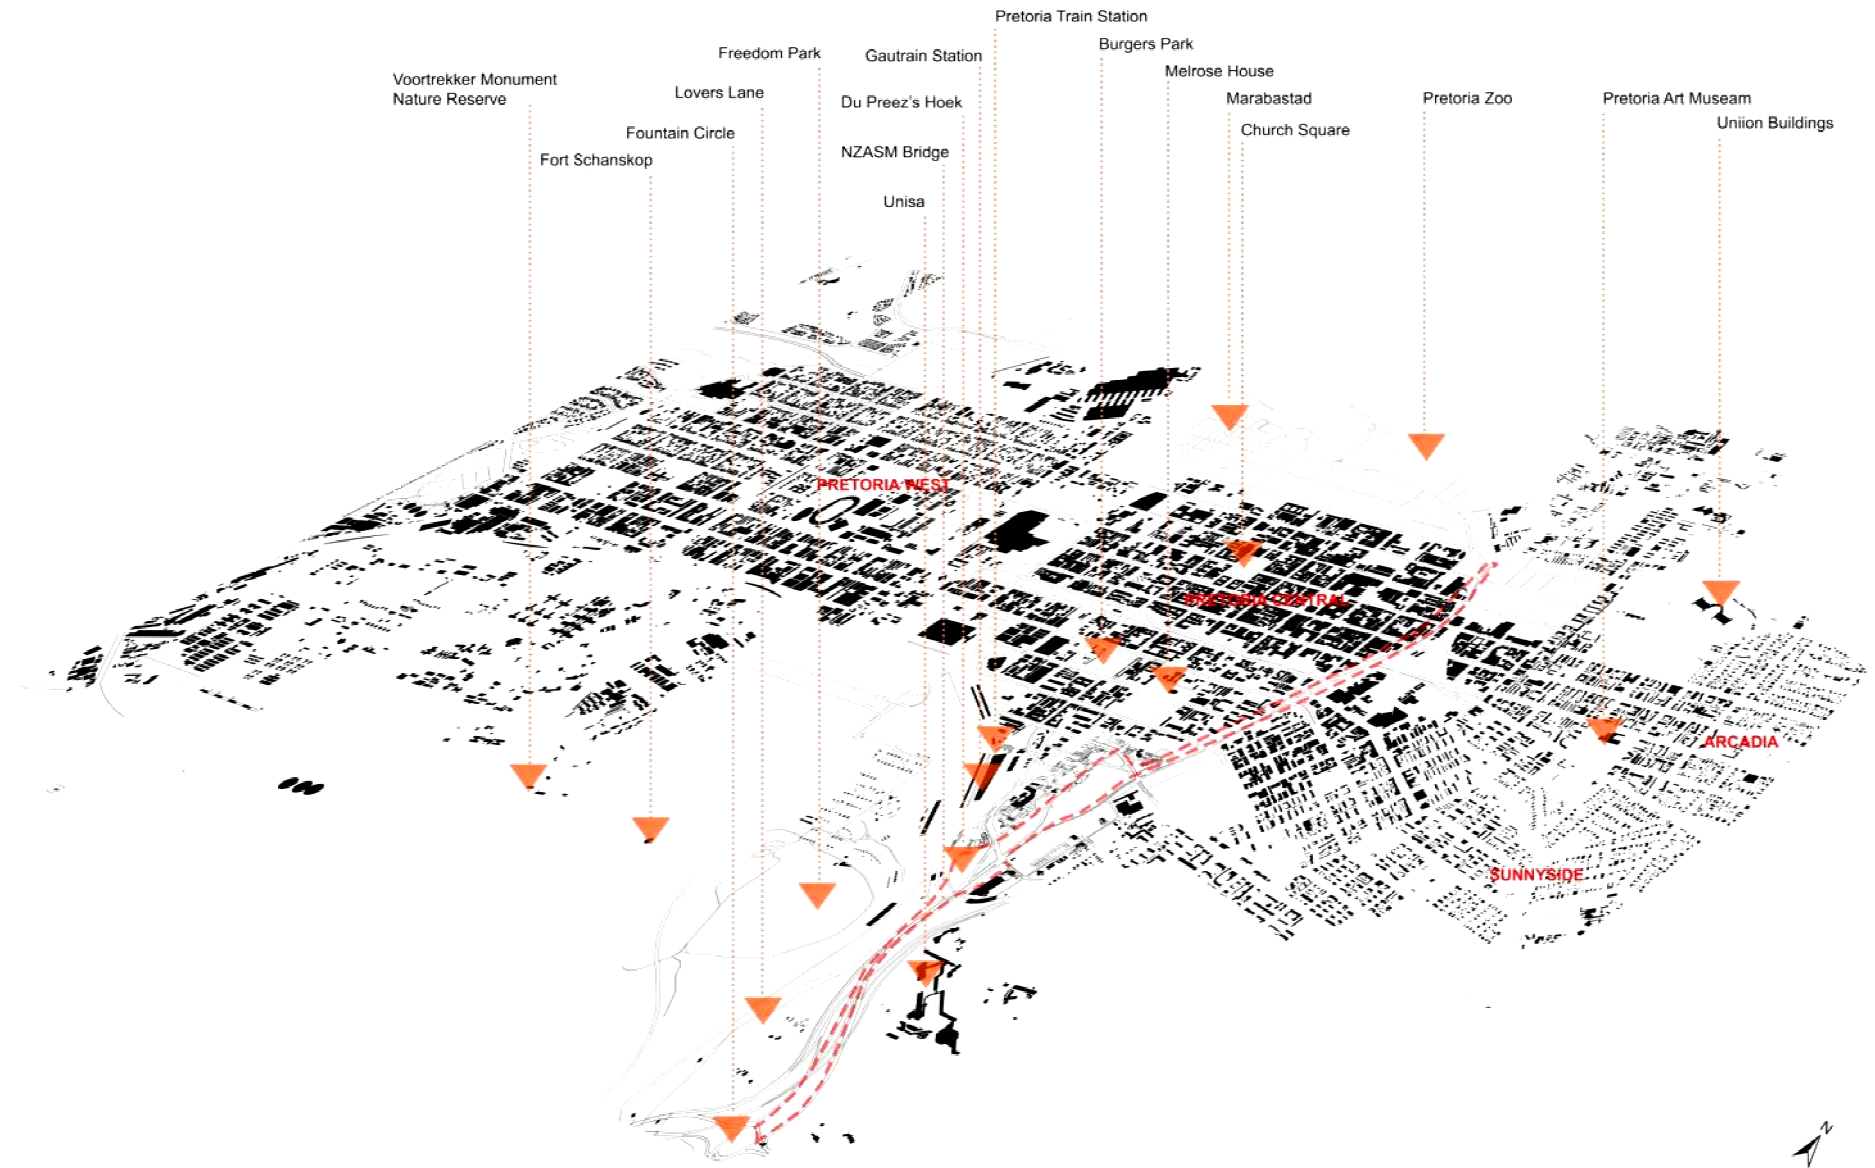 Pretoria Train Station
Burgers Park
Freedom Park
Gautrain Station
Melrose House
Voortrekker Monument
Nature Reserve
Lovers Lane
Du Preez's Hoek
Marabastad
Pretoria Zoo
Pretoria Art Museam
Fountain Circle
Church Square
Uniion Buildings
Fort Schanskop
NZASM Bridge
Unisa
PRETORIA WEST
PRETORIA CENTRAL
ARCADIA
SUNNYSIDE
N